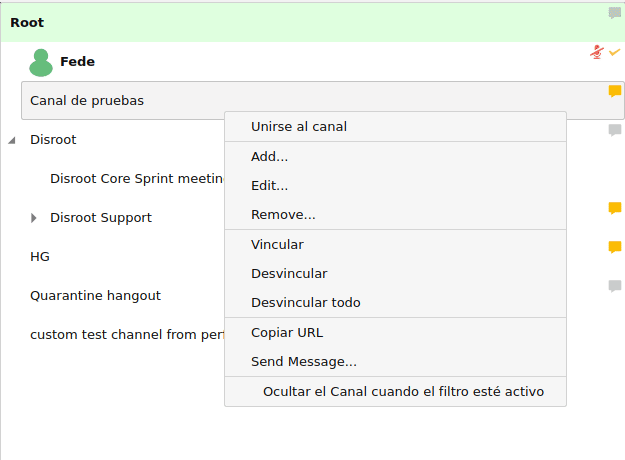 Root
Fede
Canal de pruebas
Unirse al canal
Disroot
Add...
Disroot Core Sprint
Edit...
Disroot Support
Remove...
HG
Vincular
Desvincular
Quarantine hangout
Desvincular todo
custom test channel from
Copiar URL
Send Message...
Ocultar el Canal cuando el filtro esté activo